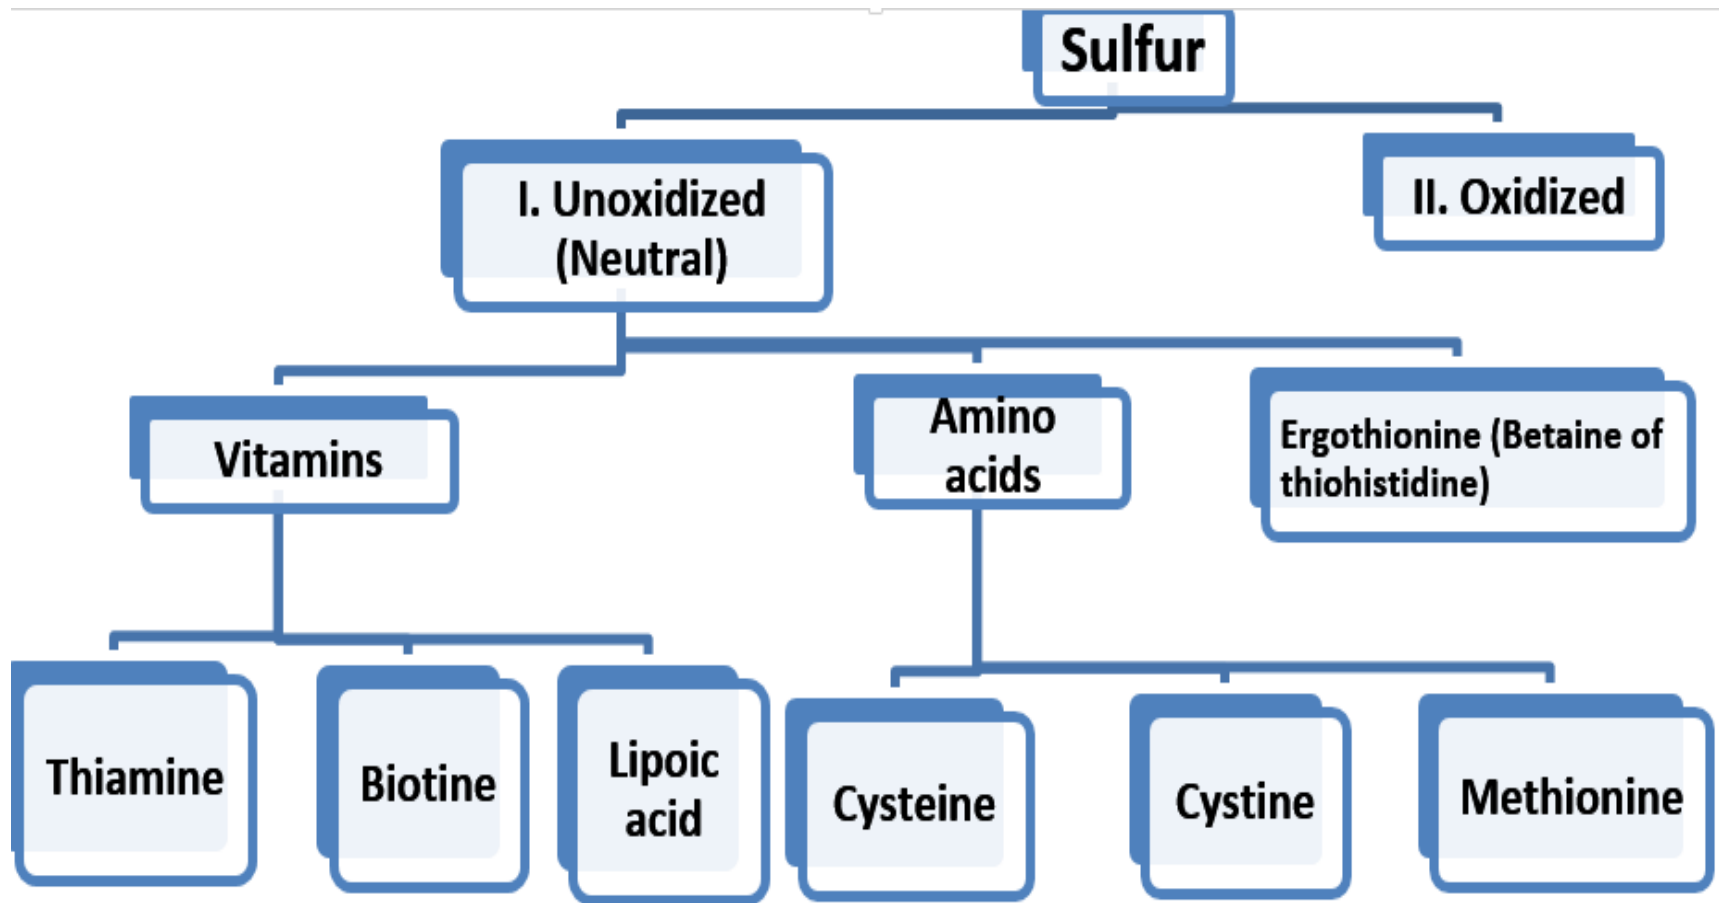 Sulfur
I. Unoxidized
(Neutral)
II. Oxidized
Vitamins
Amino
acids
Ergothionine (Betaine of
thiohistidine)
Thiamine
Biotine
Lipoic
acid
Cysteine
Cystine
Methionine